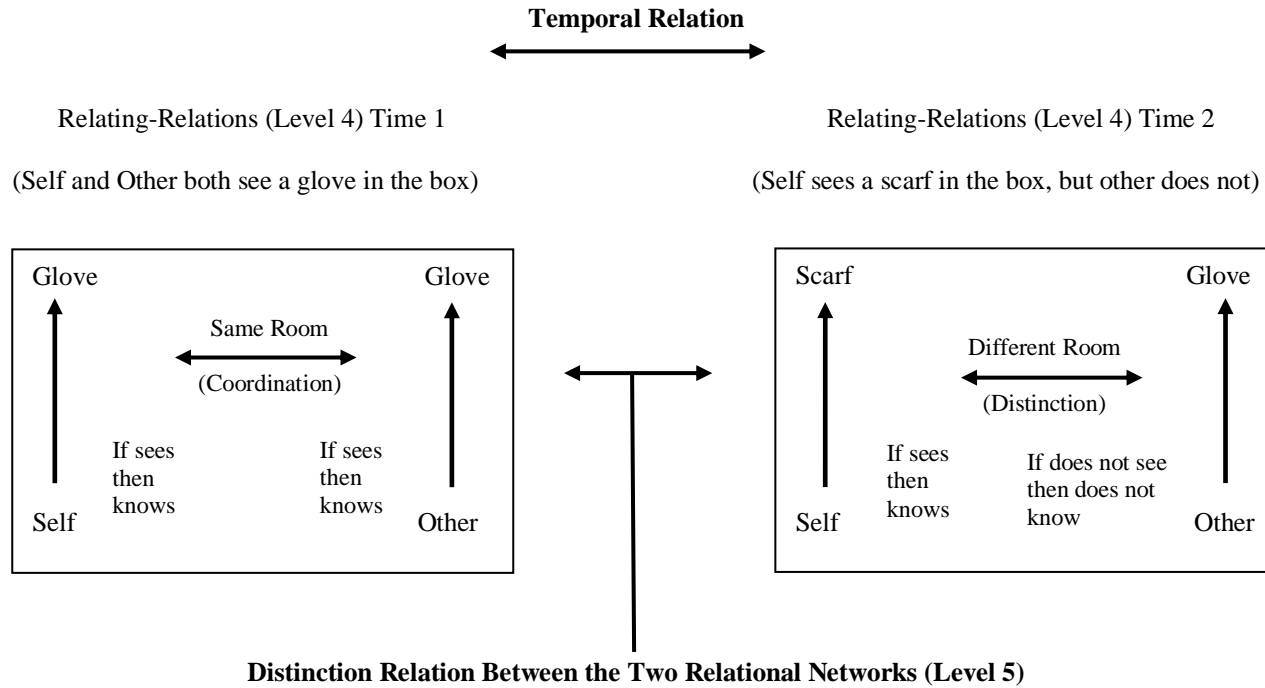 Temporal Relation
Relating-Relations (Level 4) Time 1
(Self and Other both see a glove in the box)
Glove
Glove
Same Room
(Coordination)
If sees
then
knows
If sees
then
knows
Self
Other
Relating-Relations (Level 4) Time 2
(Self sees a scarf in the box, but other does not)
Scarf
Glove
Different Room
(Distinction)
If sees
then
knows
If does not see
then does not
know
Self
Other
Distinction Relation Between the Two Relational Networks (Level 5)